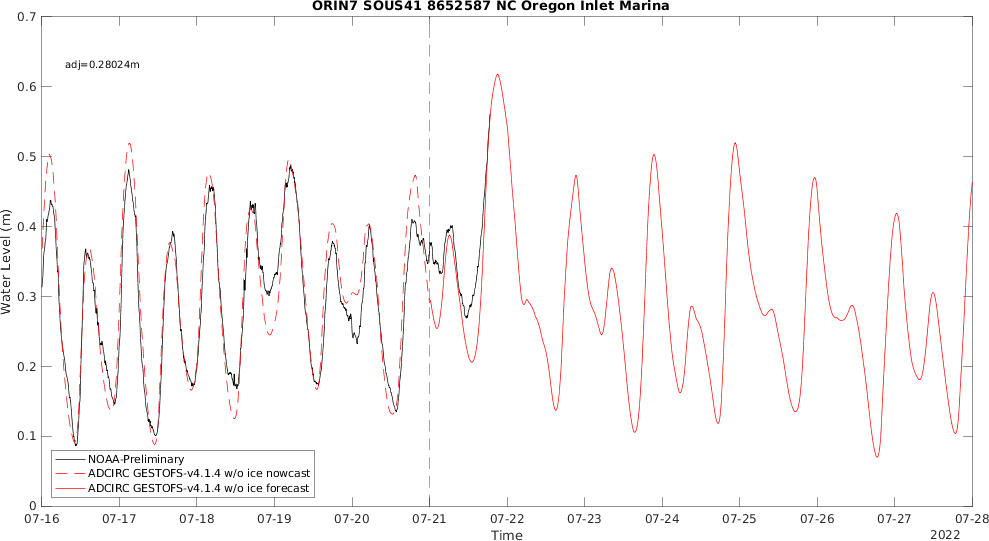 ORIN7 SOUS41 8652587 NC Oregon Inlet Marina
adj=0.28024m
Water Level (m)
0.7
0.6
0.5
0.4
0.3
0.2
0.1
0
NOAA-Preliminary
ADCIRC GESTOFS-v4.1.4 w/o ice nowcast
ADCIRC GESTOFS-v4.1.4 w/o ice forecast
07-16 07-17 07-18 07-19 07-20 07-21 07-22 07-23 07-24 07-25 07-26 07-27 07-28
Time
2022